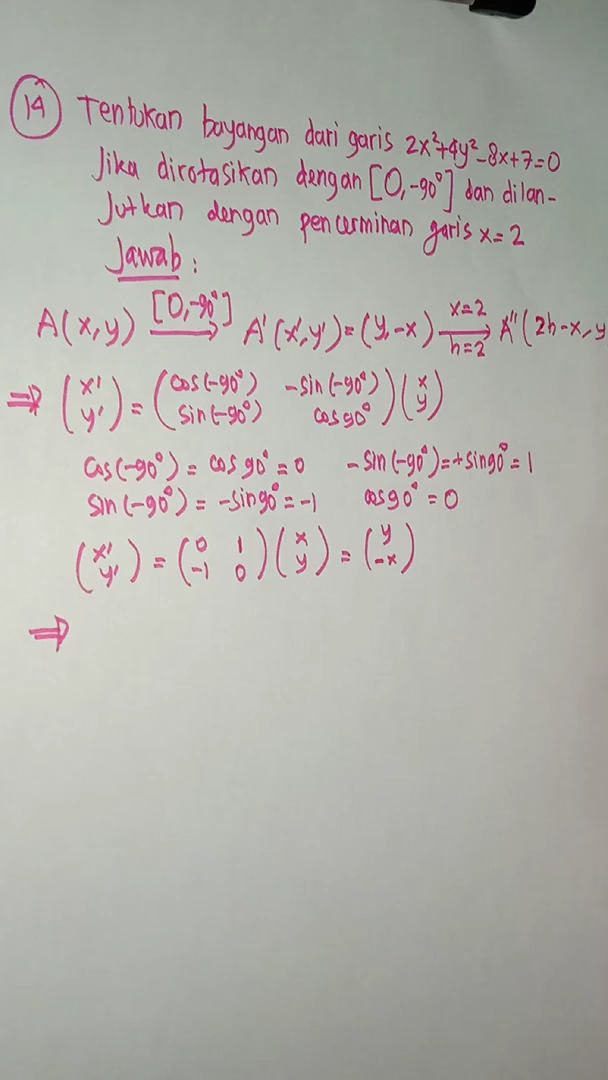 14 Tentukan bayangan dari garis 2x²+4y²-8x+7=0
Jika dirotasikan dengan [O,-90°] dan dilan-
Jutkan dengan pencerminan garis x=2
Jawab:
A(x,y) [O,-90°]→ A'(x',y')=(y,-x) x=2→ h=2 A''(2h-x,y
⇒ (x' y') = (cos(-90°) -sin(-90°) sin(-90°) cos90°)(x y)
cos(-90°) = cos 90° = 0 -sin(-90°)=+sin90°=1
sin(-90°) = -sin90°=-1 cos90°=0
(x' y') = (0 1 -1 0)(x y) = (y -x)
⇒